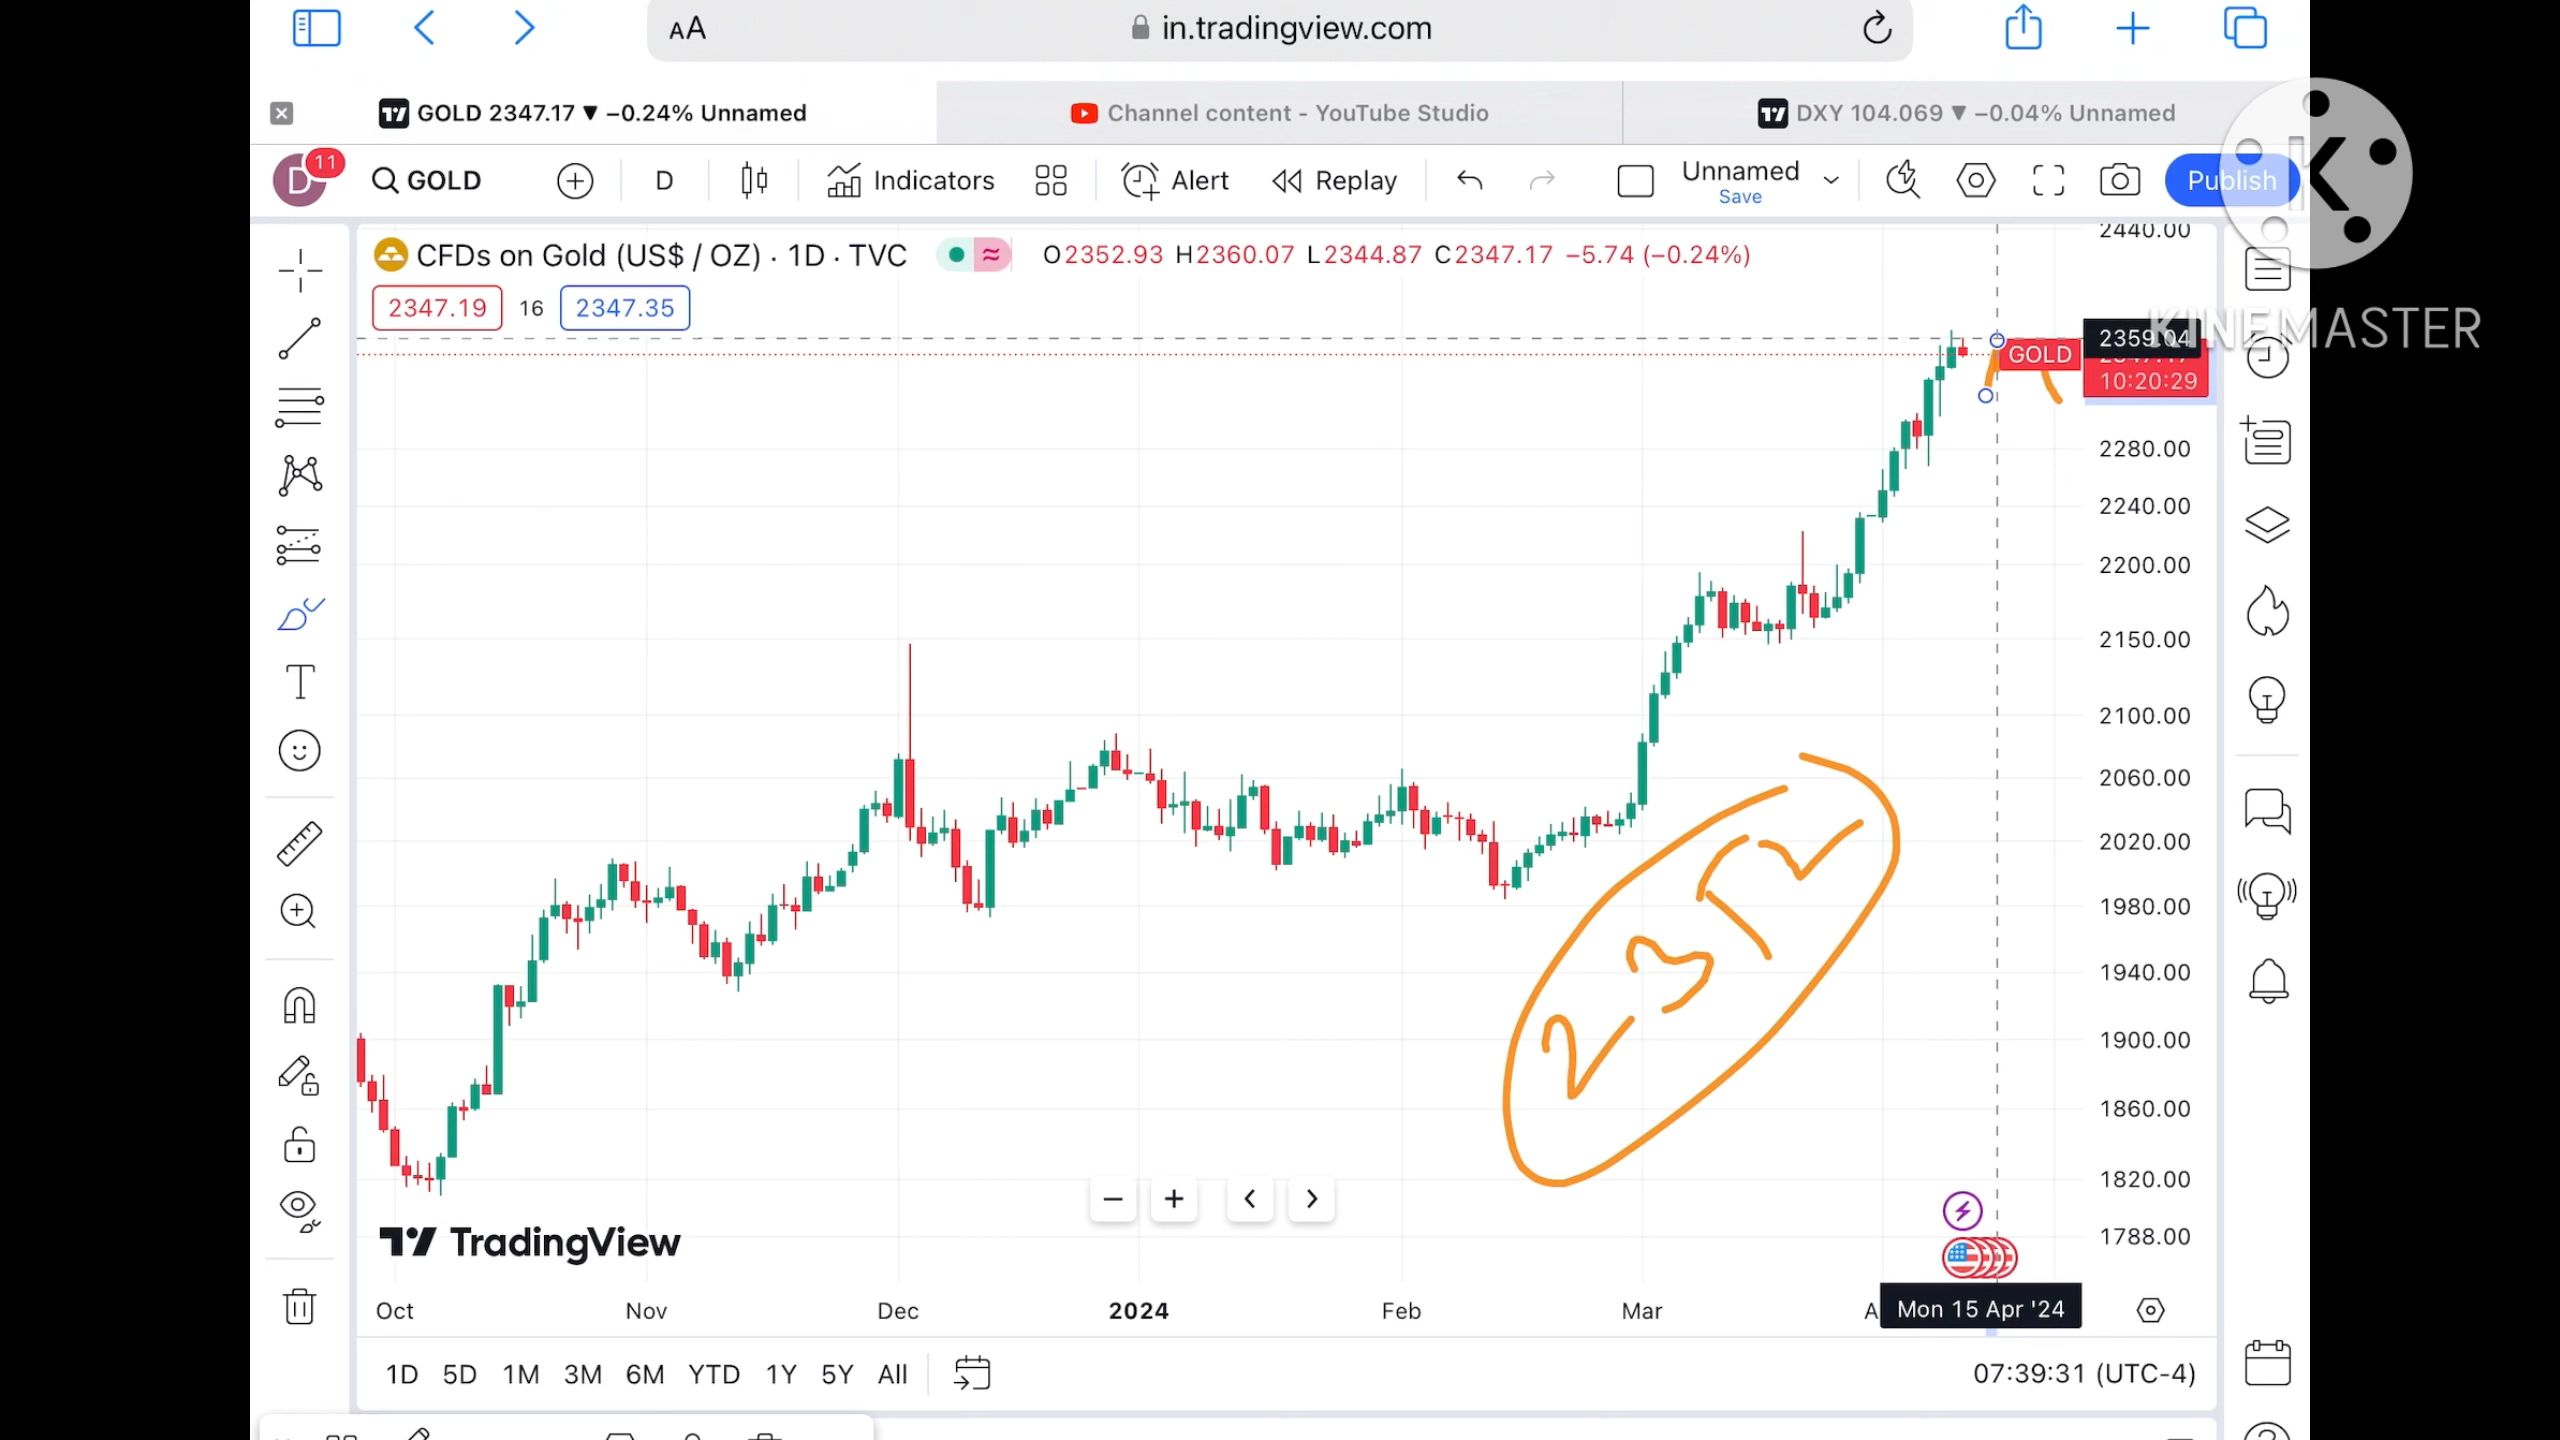 AA in.tradingview.com
GOLD 2347.17 ▼ −0.24% Unnamed
Channel content - YouTube Studio
DXY 104.069 ▼ −0.04% Unnamed
D 11 GOLD D Indicators Alert Replay Unnamed Save Publish
K
KINEMASTER
CFDs on Gold (US$ / OZ) · 1D · TVC O2352.93 H2360.07 L2344.87 C2347.17 −5.74 (−0.24%)
2347.19 16 2347.35
2440.00
2359.04
GOLD
10:20:29
2280.00
2240.00
2200.00
2150.00
2100.00
2060.00
2020.00
1980.00
1940.00
1900.00
1860.00
1820.00
1788.00
TradingView
Oct Nov Dec 2024 Feb Mar A Mon 15 Apr '24
1D 5D 1M 3M 6M YTD 1Y 5Y All 07:39:31 (UTC-4)